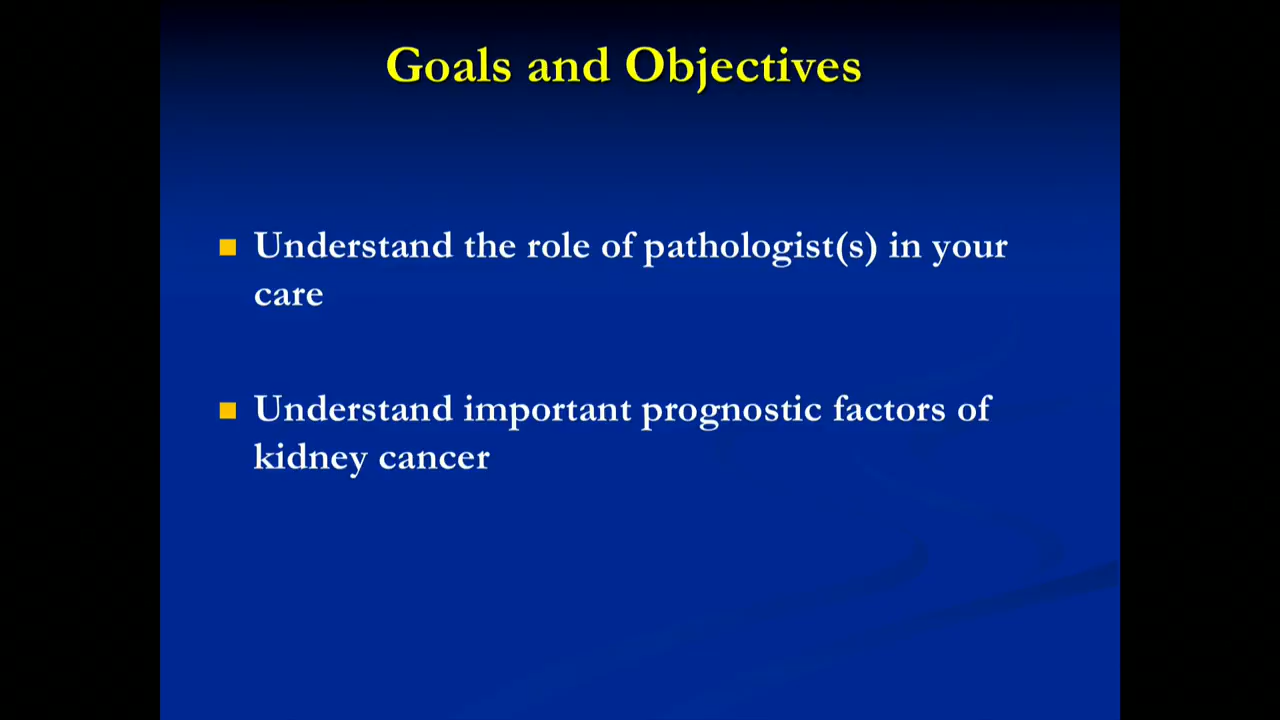 Goals and Objectives
Understand the role of pathologist(s) in your
care
Understand important prognostic factors of
kidney cancer